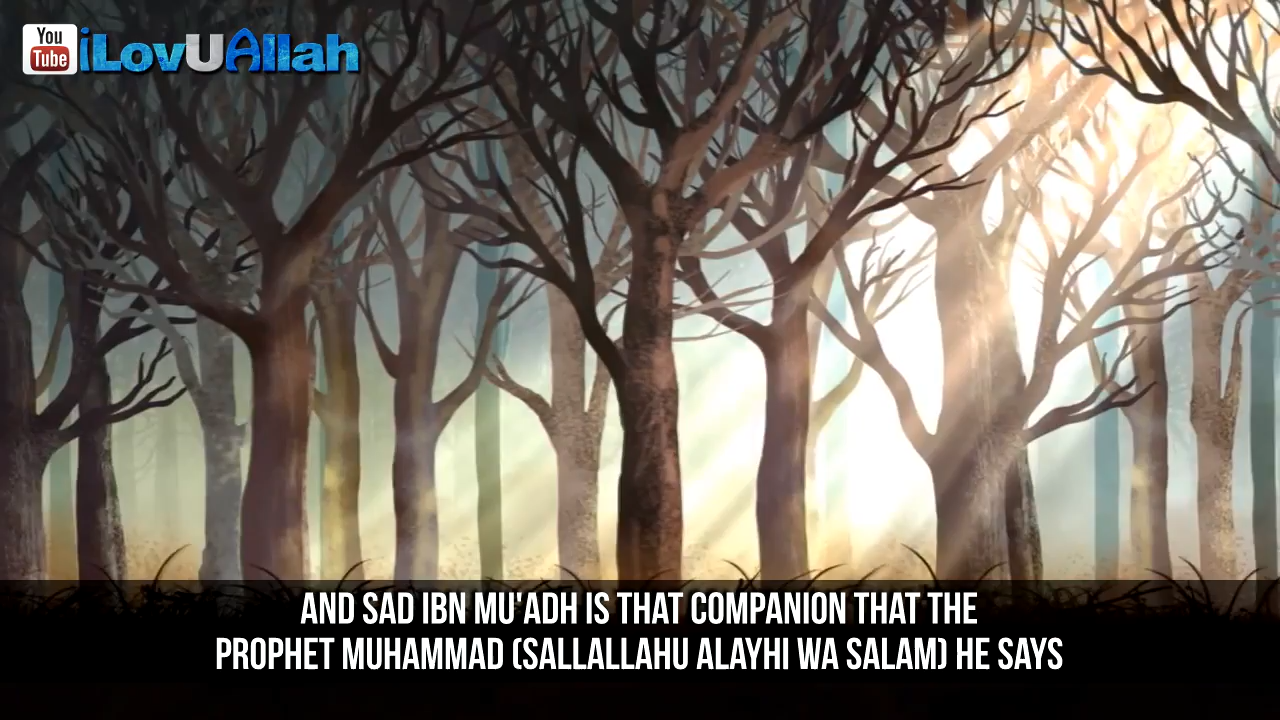 You
Tube iLovUAllah
AND SAD IBN MU'ADH IS THAT COMPANION THAT THE
PROPHET MUHAMMAD (SALLALLAHU ALAYHI WA SALAM) HE SAYS